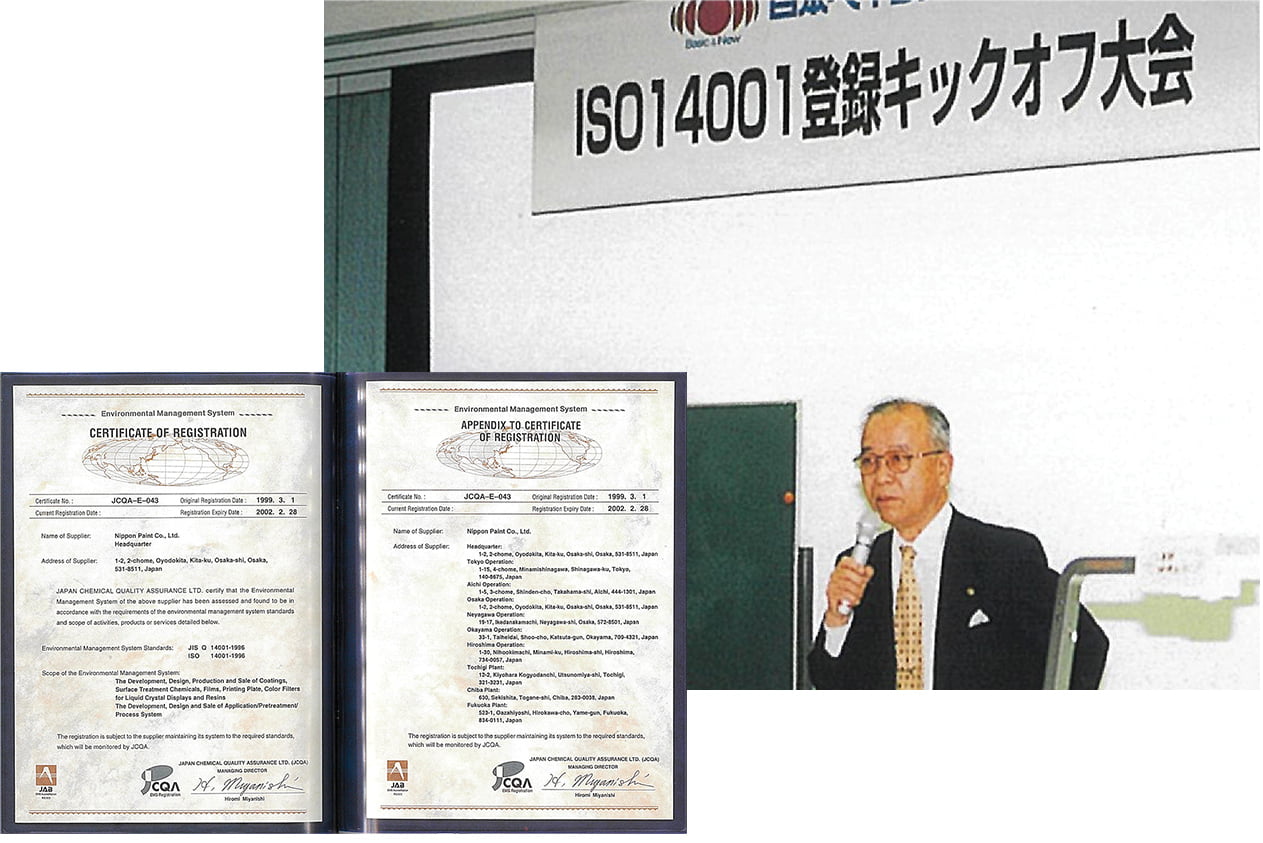 Basic & New
ISO14001登録キックオフ大会
Environmental Management System
CERTIFICATE OF REGISTRATION
Certificate No. : JCQA-E-043 Original Registration Date : 1999. 3. 1
Current Registration Date : Registration Expiry Date : 2002. 2. 28
Name of Supplier: Nippon Paint Co., Ltd.
Headquarter
Address of Supplier: 1-2, 2-chome, Oyodokita, Kita-ku, Osaka-shi, Osaka,
531-8511, Japan
JAPAN CHEMICAL QUALITY ASSURANCE LTD. certify that the Environmental
Management System of the above supplier has been assessed and found to be in
accordance with the requirements of the environmental management system standards
and scope of activities, products or services detailed below.
Environmental Management System Standards: JIS Q 14001-1996
ISO 14001-1996
Scope of the Environmental Management System:
The Development, Design, Production and Sale of Coatings,
Surface Treatment Chemicals, Films, Printing Plate, Color Filters
for Liquid Crystal Displays and Resins
The Development, Design and Sale of Application/Pretreatment/
Process System
The registration is subject to the supplier maintaining its system to the required standards,
which will be monitored by JCQA.
JAPAN CHEMICAL QUALITY ASSURANCE LTD. (JCQA)
MANAGING DIRECTOR
JAB
JCQA
EMS Registration
H. Miyanishi
Hiromi Miyanishi
Environmental Management System
APPENDIX TO CERTIFICATE
OF REGISTRATION
Certificate No. : JCQA-E-043 Original Registration Date : 1999. 3. 1
Current Registration Date : Registration Expiry Date : 2002. 2. 28
Name of Supplier: Nippon Paint Co., Ltd.
Address of Supplier: Headquarter:
1-2, 2-chome, Oyodokita, Kita-ku, Osaka-shi, Osaka, 531-8511, Japan
Tokyo Operation:
1-15, 4-chome, Minamishinagawa, Shinagawa-ku, Tokyo,
140-8675, Japan
Aichi Operation:
1-5, 3-chome, Shinden-cho, Takahama-shi, Aichi, 444-1301, Japan
Osaka Operation:
1-2, 2-chome, Oyodokita, Kita-ku, Osaka-shi, Osaka, 531-8511, Japan
Neyagawa Operation:
19-17, Ikedanakamachi, Neyagawa-shi, Osaka, 572-8501, Japan
Okayama Operation:
33-1, Taiheidai, Shoo-cho, Katsuta-gun, Okayama, 709-4321, Japan
Hiroshima Operation:
1-30, Nihookimachi, Minami-ku, Hiroshima-shi, Hiroshima,
734-0057, Japan
Tochigi Plant:
12-2, Kiyohara Kogyodanchi, Utsunomiya-shi, Tochigi,
321-3231, Japan
Chiba Plant:
630, Sekishita, Togane-shi, Chiba, 283-0038, Japan
Fukuoka Plant:
523-1, Oazahiyoshi, Hirokawa-cho, Yame-gun, Fukuoka,
834-0111, Japan
The registration is subject to the supplier maintaining its system to the required standards,
which will be monitored by JCQA.
JAPAN CHEMICAL QUALITY ASSURANCE LTD. (JCQA)
MANAGING DIRECTOR
JAB
JCQA
EMS Registration
H. Miyanishi
Hiromi Miyanishi